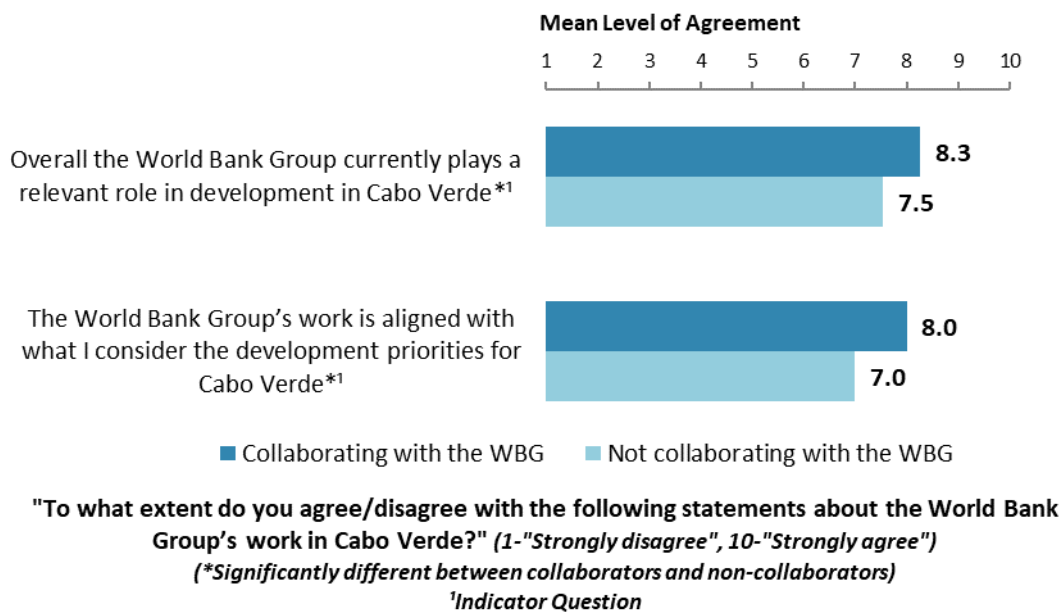 Mean Level of Agreement
1 2 3 4 5 6 7 8 9 10
Overall the World Bank Group currently plays a
relevant role in development in Cabo Verde*¹
8.3
7.5
The World Bank Group’s work is aligned with
what I consider the development priorities for
Cabo Verde*¹
8.0
7.0
Collaborating with the WBG Not collaborating with the WBG
"To what extent do you agree/disagree with the following statements about the World Bank
Group’s work in Cabo Verde?" (1-"Strongly disagree", 10-"Strongly agree")
(*Significantly different between collaborators and non-collaborators)
¹Indicator Question